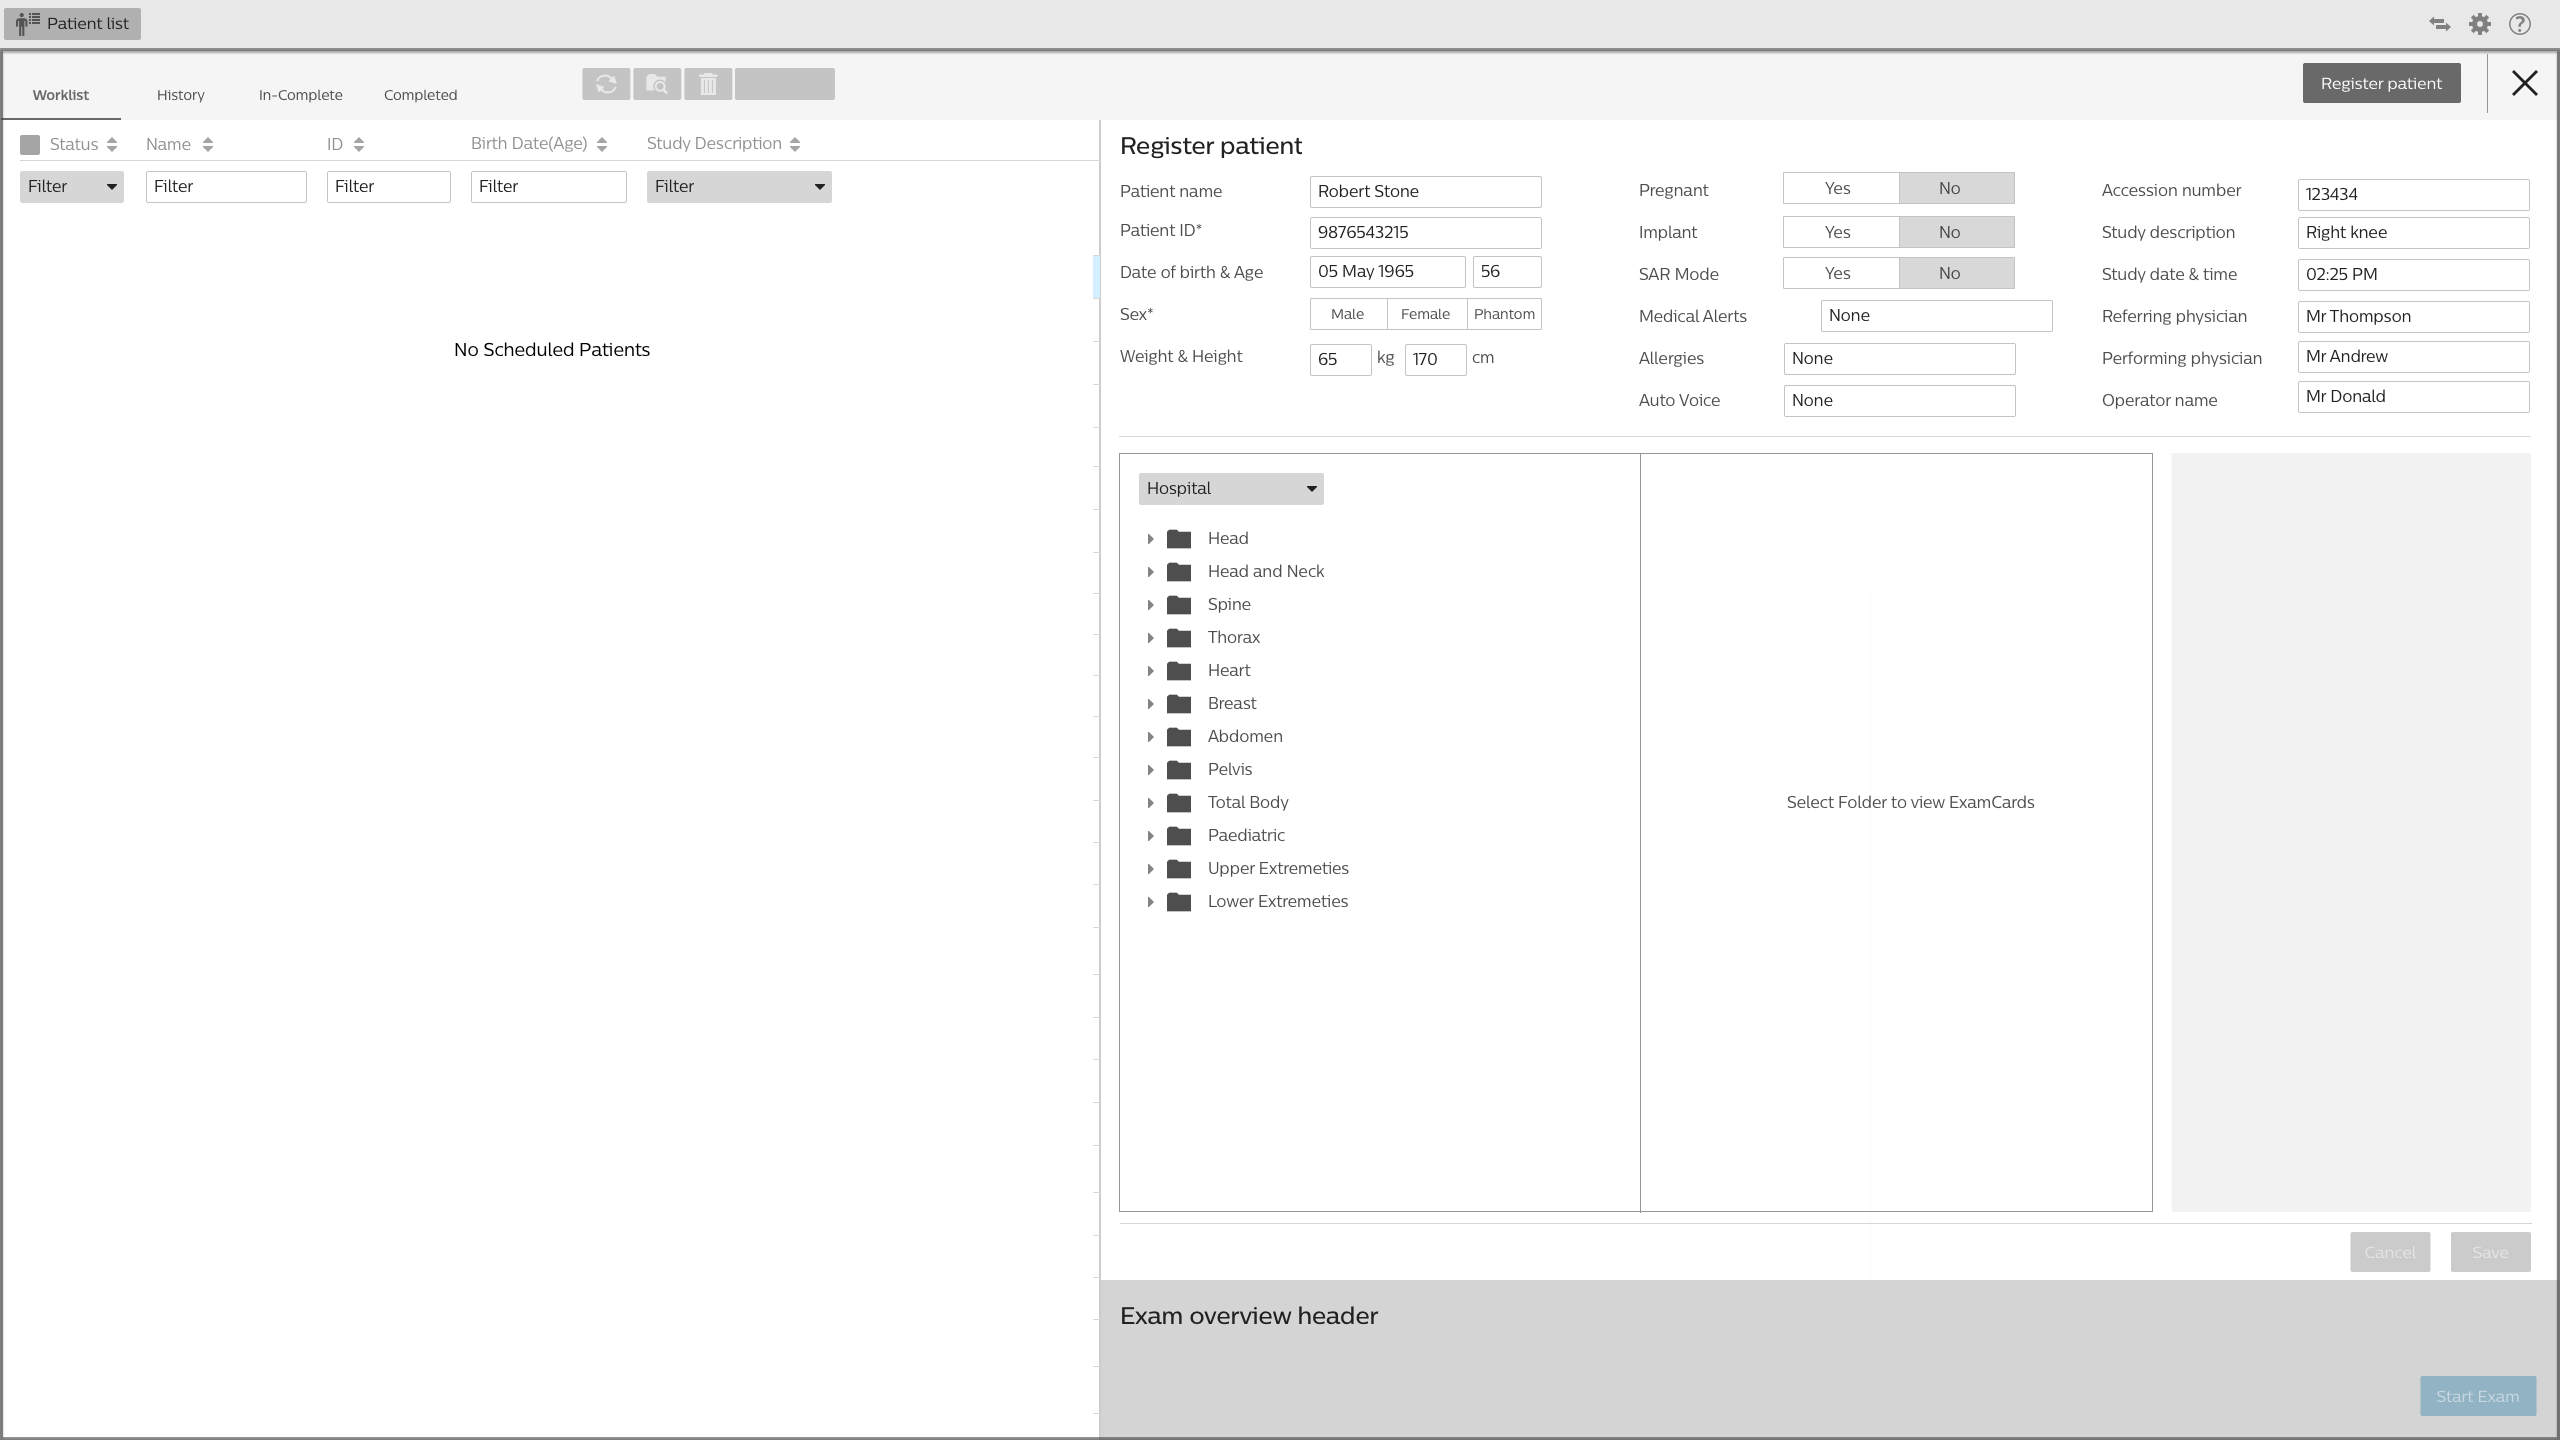 Patient list
Worklist
History
In-Complete
Completed
Register patient
Status
Name
ID
Birth Date(Age)
Study Description
Filter
Filter
Filter
Filter
Filter
No Scheduled Patients
Register patient
Patient name
Robert Stone
Patient ID*
9876543215
Date of birth & Age
05 May 1965
56
Sex*
Male
Female
Phantom
Weight & Height
65
kg
170
cm
Pregnant
Yes
No
Implant
Yes
No
SAR Mode
Yes
No
Medical Alerts
None
Allergies
None
Auto Voice
None
Accession number
123434
Study description
Right knee
Study date & time
02:25 PM
Referring physician
Mr Thompson
Performing physician
Mr Andrew
Operator name
Mr Donald
Hospital
Head
Head and Neck
Spine
Thorax
Heart
Breast
Abdomen
Pelvis
Total Body
Paediatric
Upper Extremeties
Lower Extremeties
Select Folder to view ExamCards
Cancel
Save
Exam overview header
Start Exam